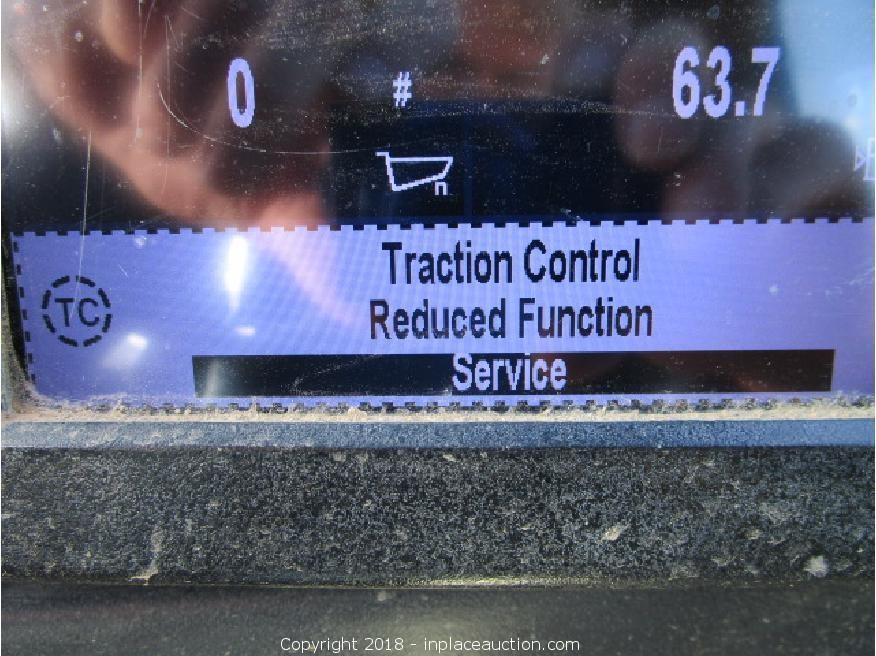 0 # 63.7
n
TC
Traction Control
Reduced Function
Service
Copyright 2018 - inplaceauction.com